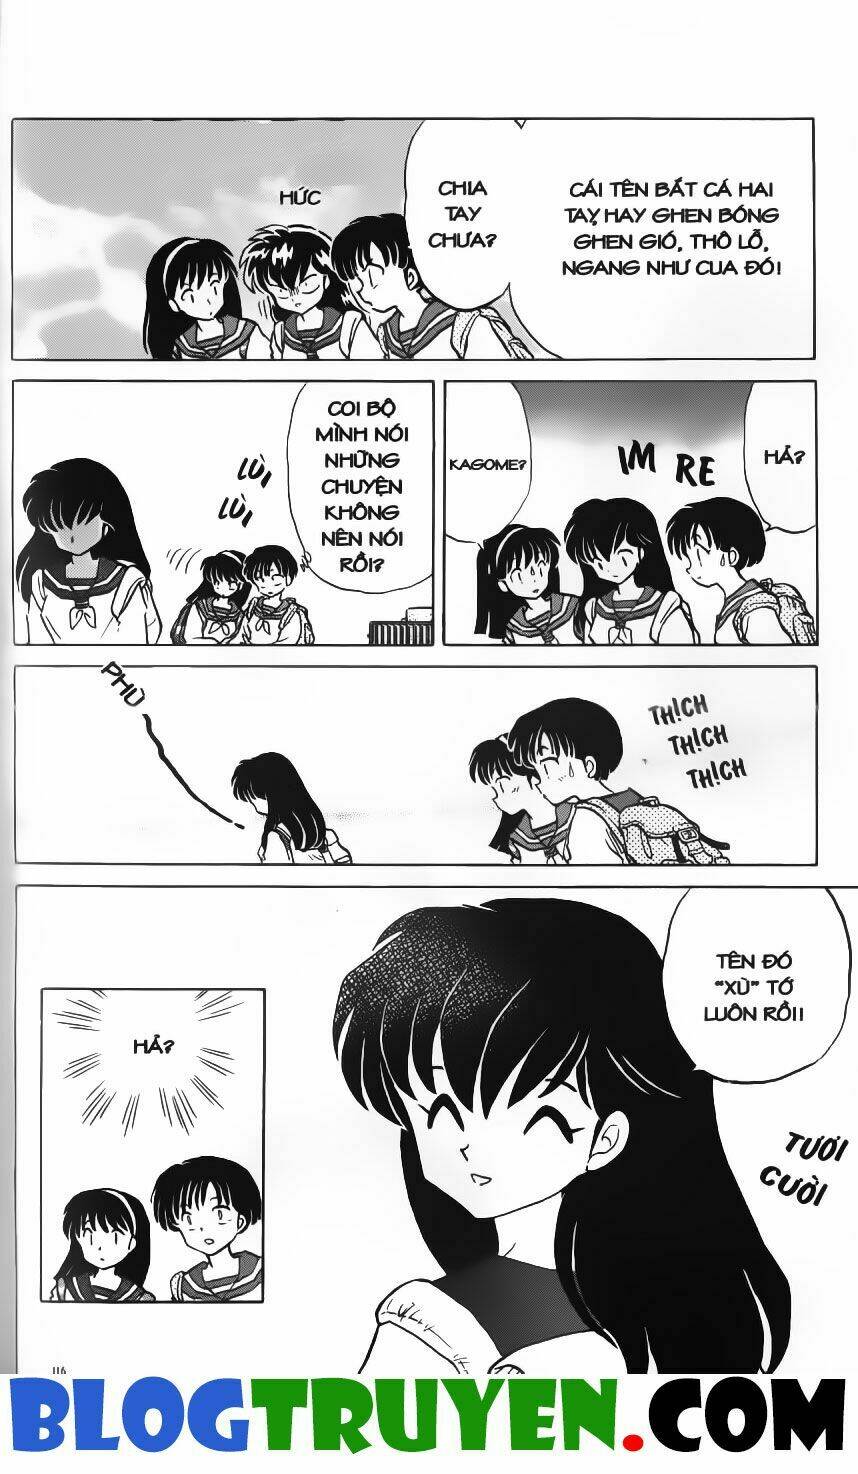 HỨC
CHIA
TAY
CHƯA?
CÁI TÊN BẮT CÁ HAI
TAY, HAY GHEN BÓNG
GHEN GIÓ, THÔ LỖ,
NGANG NHƯ CUA ĐÓ!
LÙI
LÙI
COI BỘ
MÌNH NÓI
NHỮNG
CHUYỆN
KHÔNG
NÊN NÓI
RỒI?
KAGOME?
IM RE
HẢ?
PHÙ
THỊCH
THỊCH
THỊCH
HẢ?
TÊN ĐÓ
"XÙ" TỚ
LUÔN RỒI!
TƯƠI
CƯỜI
116
BLOGTRUYEN.COM